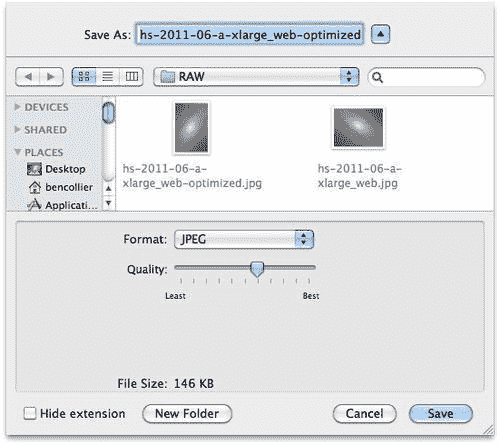 Save As: hs-2011-06-a-xlarge_web-optimized
RAW
DEVICES
SHARED
PLACES
Desktop
bencollier
Applicati...
hs-2011-06-a-
xlarge_web-optimized.jpg
hs-2011-06-a-
xlarge_web.jpg
Format: JPEG
Quality:
Least Best
File Size: 146 KB
Hide extension New Folder Cancel Save